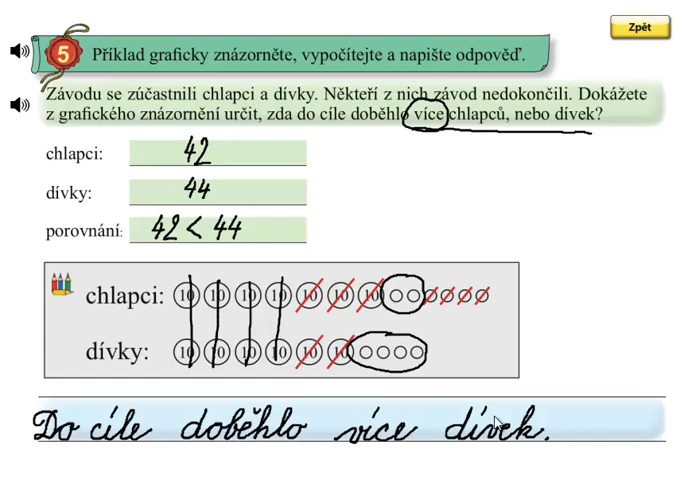 Zpět
5 Příklad graficky znázorněte, vypočítejte a napište odpověď.
Závodu se zúčastnili chlapci a dívky. Někteří z nich závod nedokončili. Dokážete
z grafického znázornění určit, zda do cíle doběhlo více chlapců, nebo dívek?
chlapci: 42
dívky: 44
porovnání: 42 < 44
chlapci: 10 10 10 10 10 10 10
dívky: 10 10 10 10 10 10
Do cíle doběhlo více dívek.